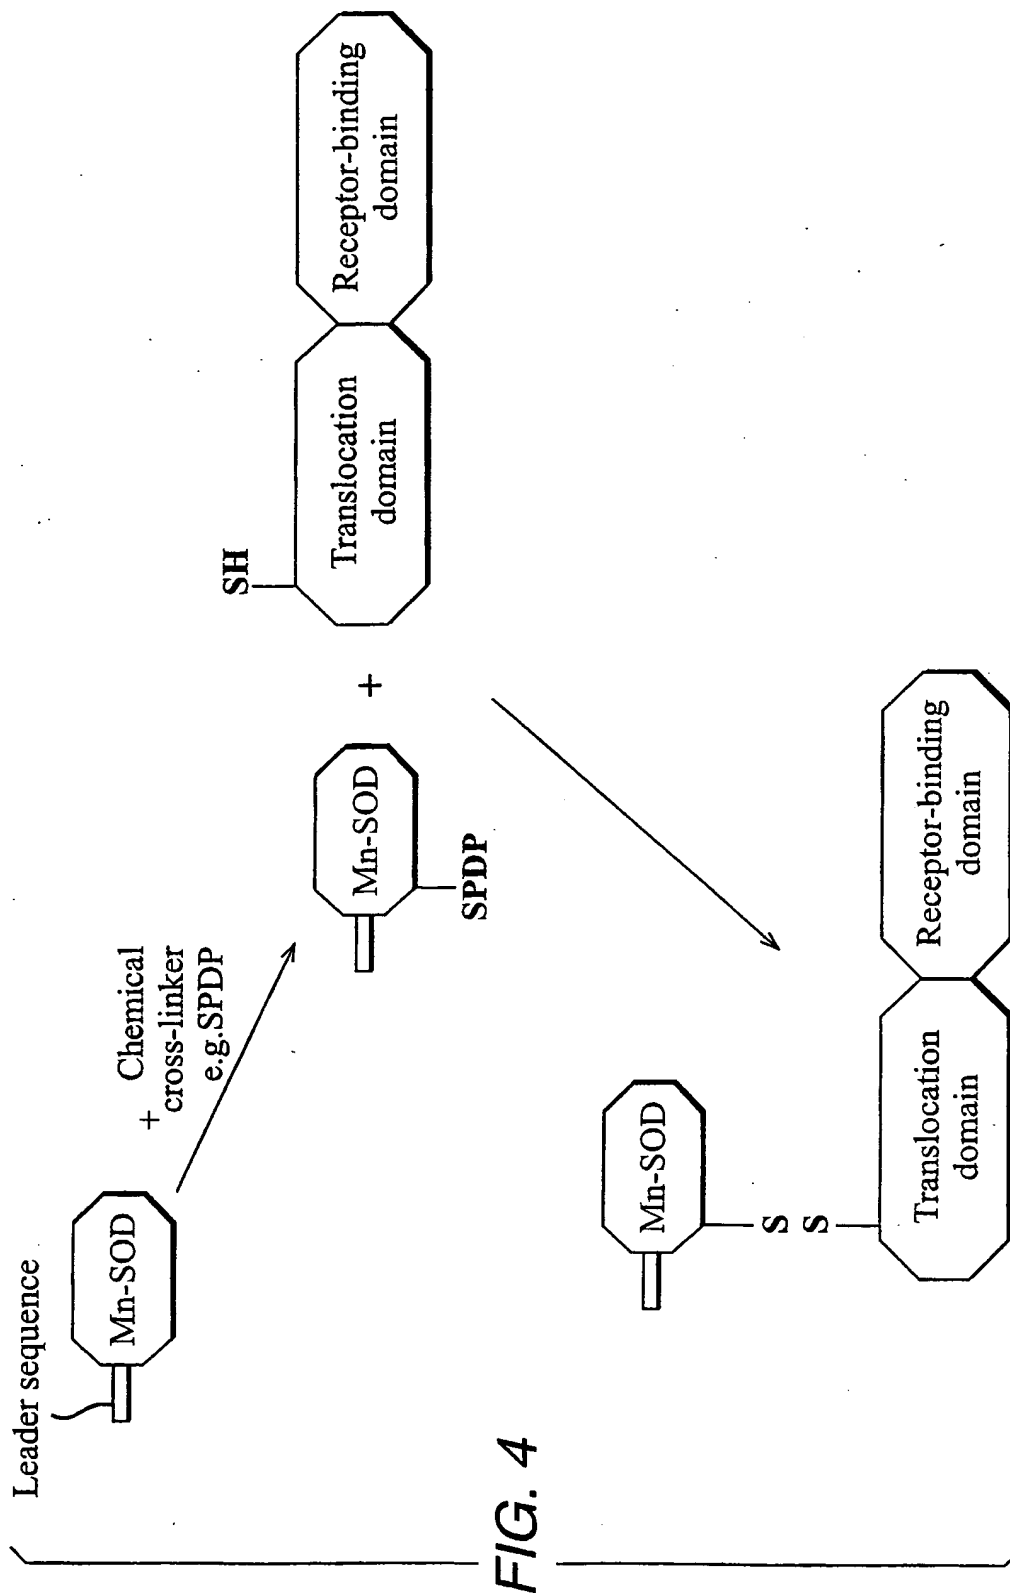 Leader sequence
Mn-SOD
+ Chemical
cross-linker
e.g.SPDP
Mn-SOD
SPDP
+
SH
Translocation
domain
Receptor-binding
domain
Mn-SOD
S
S
Translocation
domain
Receptor-binding
domain
FIG. 4